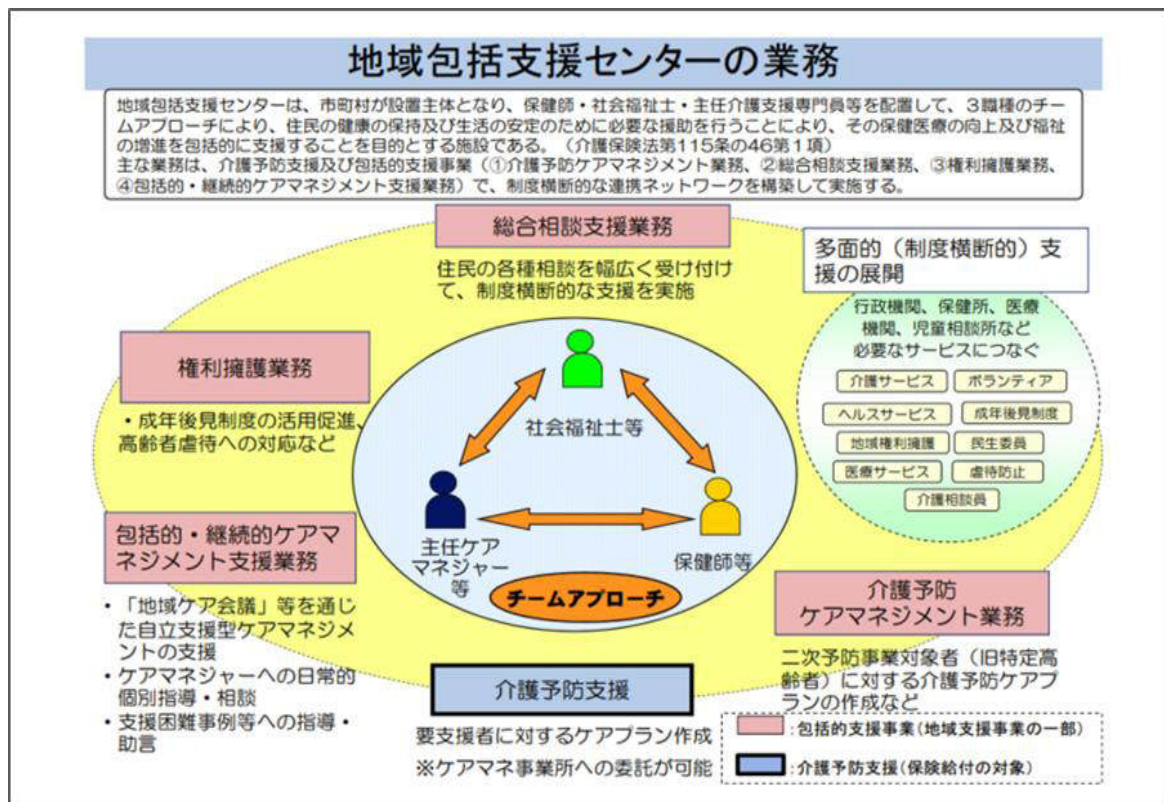 地域包括支援センターの業務
地域包括支援センターは、市町村が設置主体となり、保健師・社会福祉士・主任介護支援専門員等を配置して、３職種のチー
ムアプローチにより、住民の健康の保持及び生活の安定のために必要な援助を行うことにより、その保健医療の向上及び福祉
の増進を包括的に支援することを目的とする施設である。（介護保険法第115条の46第１項）
主な業務は、介護予防支援及び包括的支援事業（①介護予防ケアマネジメント業務、②総合相談支援業務、③権利擁護業務、
④包括的・継続的ケアマネジメント支援業務）で、制度横断的な連携ネットワークを構築して実施する。
総合相談支援業務
住民の各種相談を幅広く受け付け
て、制度横断的な支援を実施
多面的（制度横断的）支
援の展開
行政機関、保健所、医療
機関、児童相談所など
必要なサービスにつなぐ
介護サービス
ボランティア
ヘルスサービス
成年後見制度
地域権利擁護
民生委員
医療サービス
虐待防止
介護相談員
権利擁護業務
・成年後見制度の活用促進、
高齢者虐待への対応など
社会福祉士等
主任ケア
マネジャー
等
保健師等
チームアプローチ
包括的・継続的ケアマ
ネジメント支援業務
・「地域ケア会議」等を通じ
た自立支援型ケアマネジメ
ントの支援
・ケアマネジャーへの日常的
個別指導・相談
・支援困難事例等への指導・
助言
介護予防支援
要支援者に対するケアプラン作成
※ケアマネ事業所への委託が可能
介護予防
ケアマネジメント業務
二次予防事業対象者（旧特定高
齢者）に対する介護予防ケアプ
ランの作成など
：包括的支援事業（地域支援事業の一部）
：介護予防支援（保険給付の対象）